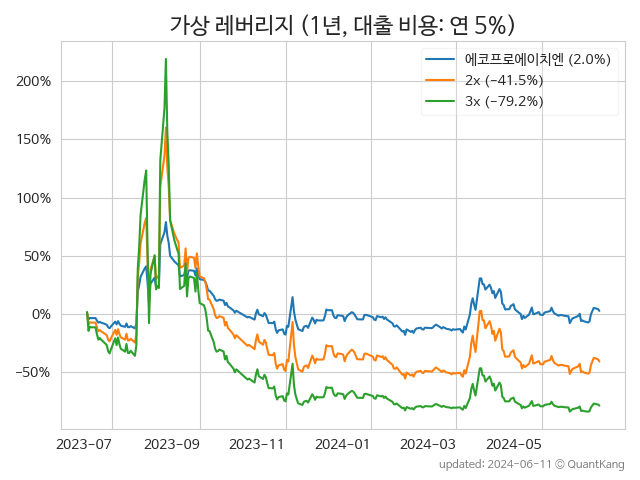 가상 레버리지 (1년, 대출 비용: 연 5%)
에코프로에이치엔 (2.0%)
2x (−41.5%)
3x (−79.2%)
200%
150%
100%
50%
0%
−50%
2023-07
2023-09
2023-11
2024-01
2024-03
2024-05
updated: 2024-06-11 © QuantKang